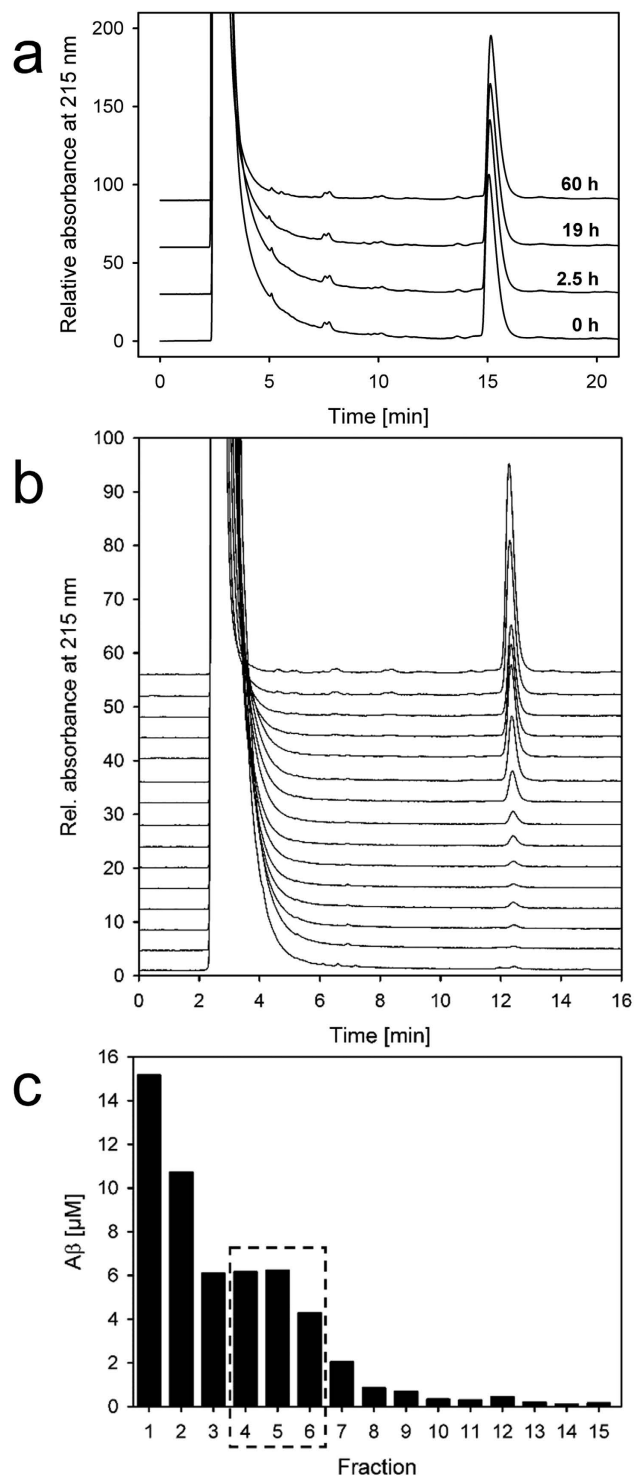 a
Relative absorbance at 215 nm
200
150
100
50
0
60 h
19 h
2.5 h
0 h
0 5 10 15 20
Time [min]
b
Rel. absorbance at 215 nm
100
90
80
70
60
50
40
30
20
10
0
0 2 4 6 8 10 12 14 16
Time [min]
c
Aβ [µM]
16
14
12
10
8
6
4
2
0
1 2 3 4 5 6 7 8 9 10 11 12 13 14 15
Fraction